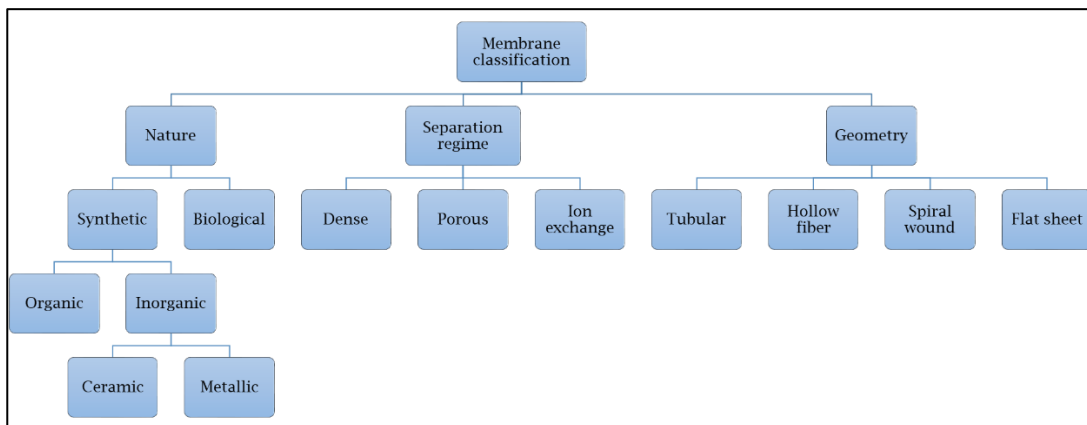 Membrane
classification
Nature
Separation
regime
Geometry
Synthetic
Biological
Dense
Porous
Ion
exchange
Tubular
Hollow
fiber
Spiral
wound
Flat sheet
Organic
Inorganic
Ceramic
Metallic